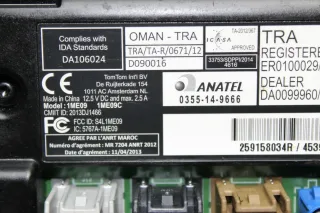 Complies with
IDA Standards
DA106024
OMAN - TRA
TRA/TA-R/0671/12
D090016
ICASA
TRA
REGISTERE
ER0100029/
DEALER
DA0099960/
TomTom Int'l BV
De Ruijterkade 154
1011 AC Amsterdam NL
Made in China 12.5 V DC and max. 2.5 A
Model: 1ME09 1ME09C
CMIIT ID: 2013DJ1466
FCC ID: S4L1ME09
IC: 5767A-1ME09
ANATEL
0355-14-9666
AGREE PAR L'ANRT MAROC
Numéro d'agrément: MR 7204 ANRT 2012
Date d'agrément: 11/04/2013
259158034R / 4539